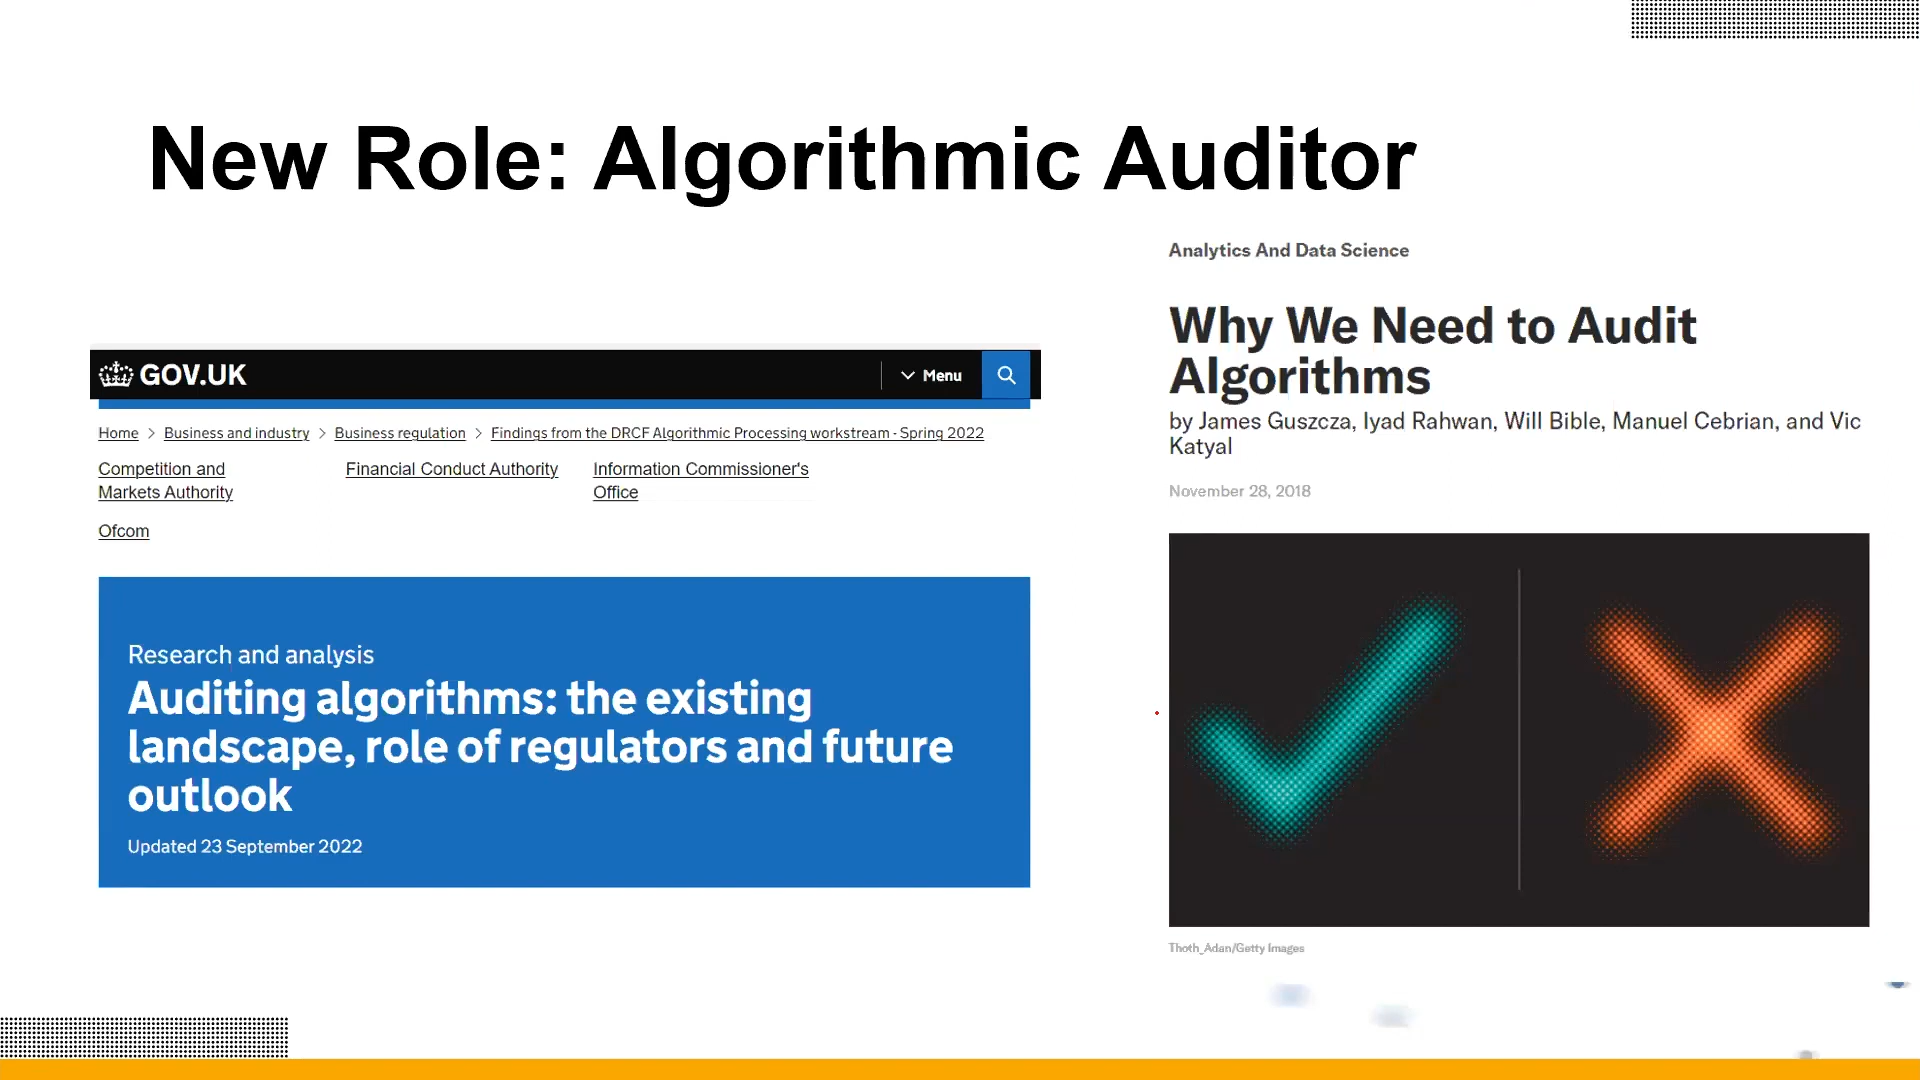 New Role: Algorithmic Auditor
GOV.UK
Menu
Home > Business and industry > Business regulation > Findings from the DRCF Algorithmic Processing workstream - Spring 2022
Competition and
Markets Authority
Financial Conduct Authority
Information Commissioner's
Office
Ofcom
Research and analysis
Auditing algorithms: the existing
landscape, role of regulators and future
outlook
Updated 23 September 2022
Analytics And Data Science
Why We Need to Audit
Algorithms
by James Guszcza, Iyad Rahwan, Will Bible, Manuel Cebrian, and Vic
Katyal
November 28, 2018
Thoth_Adan/Getty Images